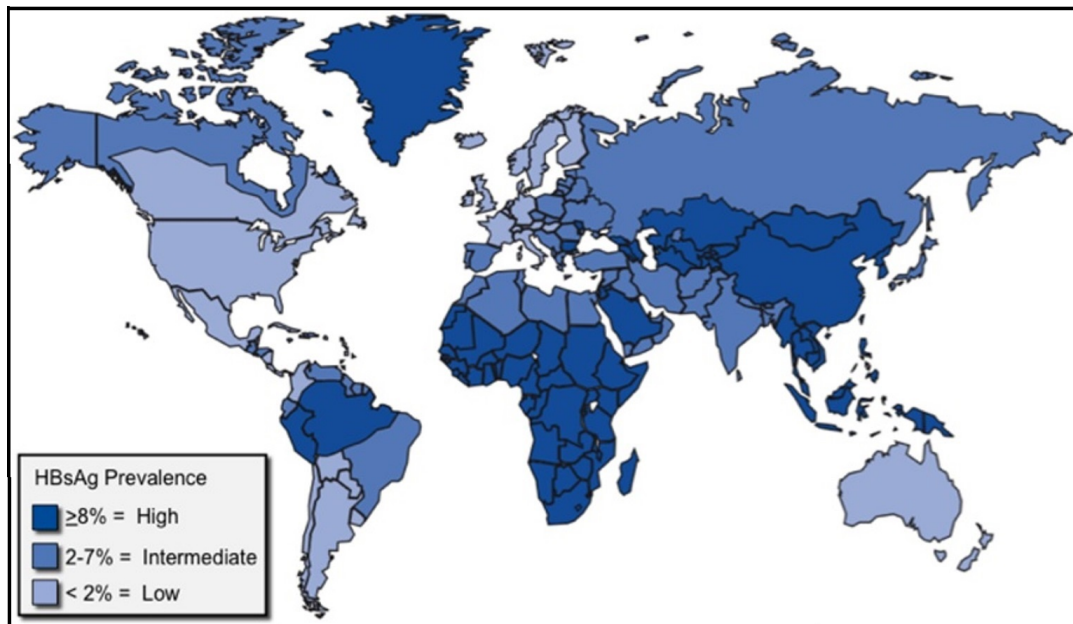 HBsAg Prevalence
≥8% = High
2-7% = Intermediate
< 2% = Low